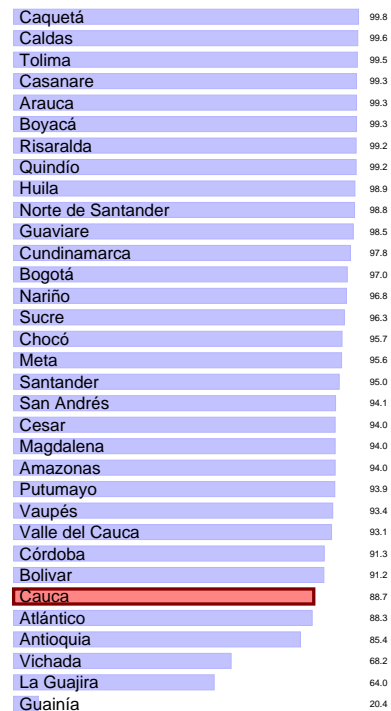 Caquetá 99.8
Caldas 99.6
Tolima 99.5
Casanare 99.3
Arauca 99.3
Boyacá 99.3
Risaralda 99.2
Quindío 99.2
Huila 98.9
Norte de Santander 98.8
Guaviare 98.5
Cundinamarca 97.8
Bogotá 97.0
Nariño 96.8
Sucre 96.3
Chocó 95.7
Meta 95.6
Santander 95.0
San Andrés 94.1
Cesar 94.0
Magdalena 94.0
Amazonas 94.0
Putumayo 93.9
Vaupés 93.4
Valle del Cauca 93.1
Córdoba 91.3
Bolivar 91.2
Cauca 88.7
Atlántico 88.3
Antioquia 85.4
Vichada 68.2
La Guajira 64.0
Guainía 20.4